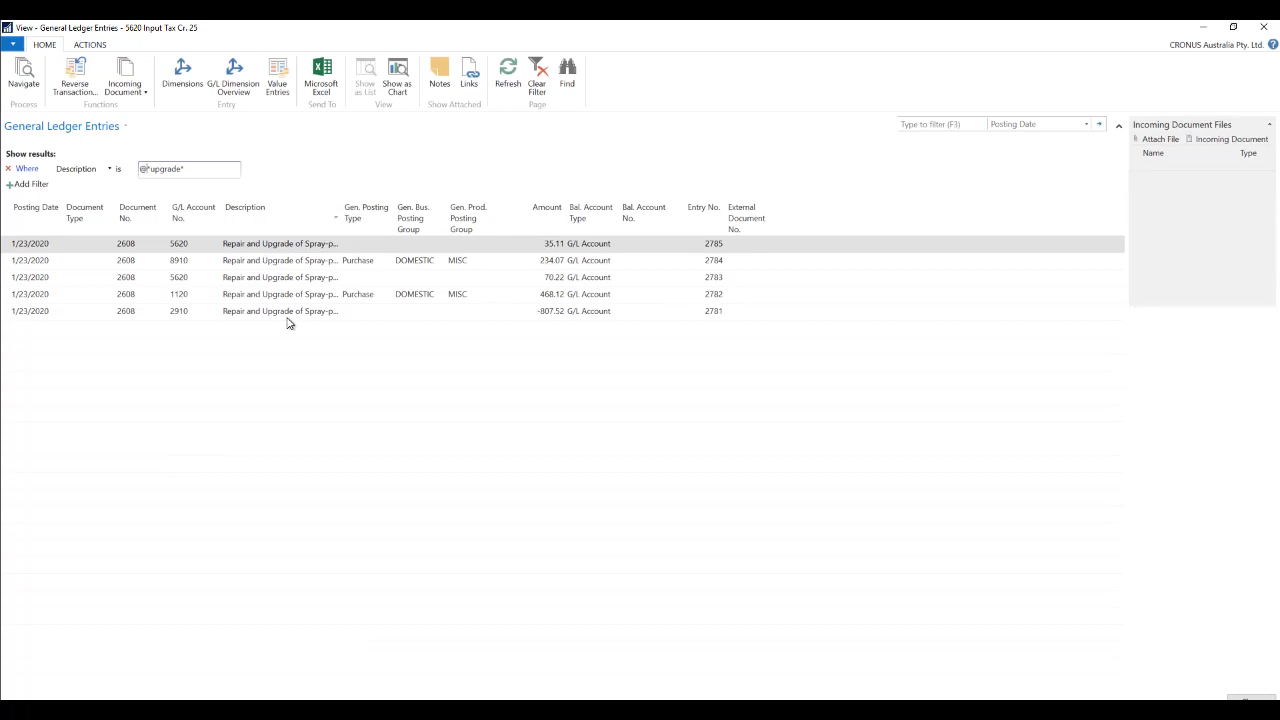 View - General Ledger Entries - 5620 Input Tax Cr. 25
HOME ACTIONS
CRONUS Australia Pty. Ltd.
Navigate
Reverse Transaction...
Incoming Document
Dimensions
G/L Dimension Overview
Value Entries
Microsoft Excel
Show as List
Show as Chart
Notes
Links
Refresh
Clear Filter
Find
Process Functions Entry Send To View Show Attached Page
General Ledger Entries
Type to filter (F3) Posting Date
Show results:
Where Description is @*upgrade*
Add Filter
Posting Date Document Type Document No. G/L Account No. Description Gen. Posting Type Gen. Bus. Posting Group Gen. Prod. Posting Group Amount Bal. Account Type Bal. Account No. Entry No. External Document No.
1/23/2020 2608 5620 Repair and Upgrade of Spray-p... 35.11 G/L Account 2785
1/23/2020 2608 8910 Repair and Upgrade of Spray-p... Purchase DOMESTIC MISC 234.07 G/L Account 2784
1/23/2020 2608 5620 Repair and Upgrade of Spray-p... 70.22 G/L Account 2783
1/23/2020 2608 1120 Repair and Upgrade of Spray-p... Purchase DOMESTIC MISC 468.12 G/L Account 2782
1/23/2020 2608 2910 Repair and Upgrade of Spray-p... -807.52 G/L Account 2781
Incoming Document Files
Attach File Incoming Document
Name Type